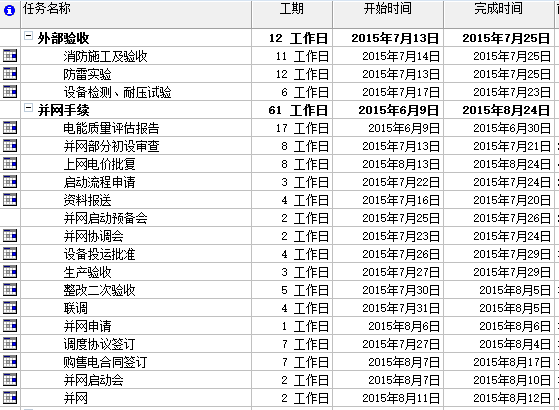 任务名称 工期 开始时间 完成时间
外部验收 12 工作日 2015年7月13日 2015年7月25日
消防施工及验收 11 工作日 2015年7月14日 2015年7月25日
防雷实验 12 工作日 2015年7月13日 2015年7月25日
设备检测、耐压试验 6 工作日 2015年7月17日 2015年7月23日
并网手续 61 工作日 2015年6月9日 2015年8月24日
电能质量评估报告 17 工作日 2015年6月9日 2015年6月30日
并网部分初设审查 8 工作日 2015年7月13日 2015年7月21日
上网电价批复 8 工作日 2015年8月13日 2015年8月24日
启动流程申请 3 工作日 2015年7月22日 2015年7月24日
资料报送 4 工作日 2015年7月16日 2015年7月20日
并网启动预备会 2 工作日 2015年7月25日 2015年7月26日
并网协调会 2 工作日 2015年7月23日 2015年7月24日
设备投运批准 4 工作日 2015年7月26日 2015年7月29日
生产验收 3 工作日 2015年7月27日 2015年7月29日
整改二次验收 5 工作日 2015年7月30日 2015年8月5日
联调 4 工作日 2015年7月31日 2015年8月5日
并网申请 1 工作日 2015年8月6日 2015年8月6日
调度协议签订 7 工作日 2015年7月27日 2015年8月4日
购售电合同签订 7 工作日 2015年8月7日 2015年8月17日
并网启动会 2 工作日 2015年8月7日 2015年8月10日
并网 2 工作日 2015年8月11日 2015年8月12日